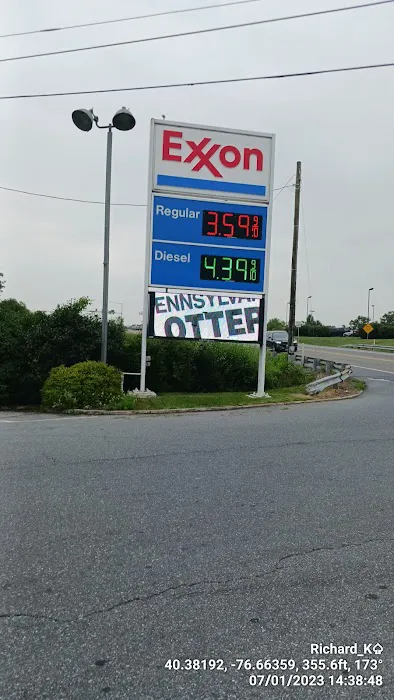 Exxon
Regular 3.59 9/10
Diesel 4.39 9/10
ENNSYLVA
OTTER
Richard_K
40.38192, -76.66359, 355.6ft, 173°
07/01/2023 14:38:48